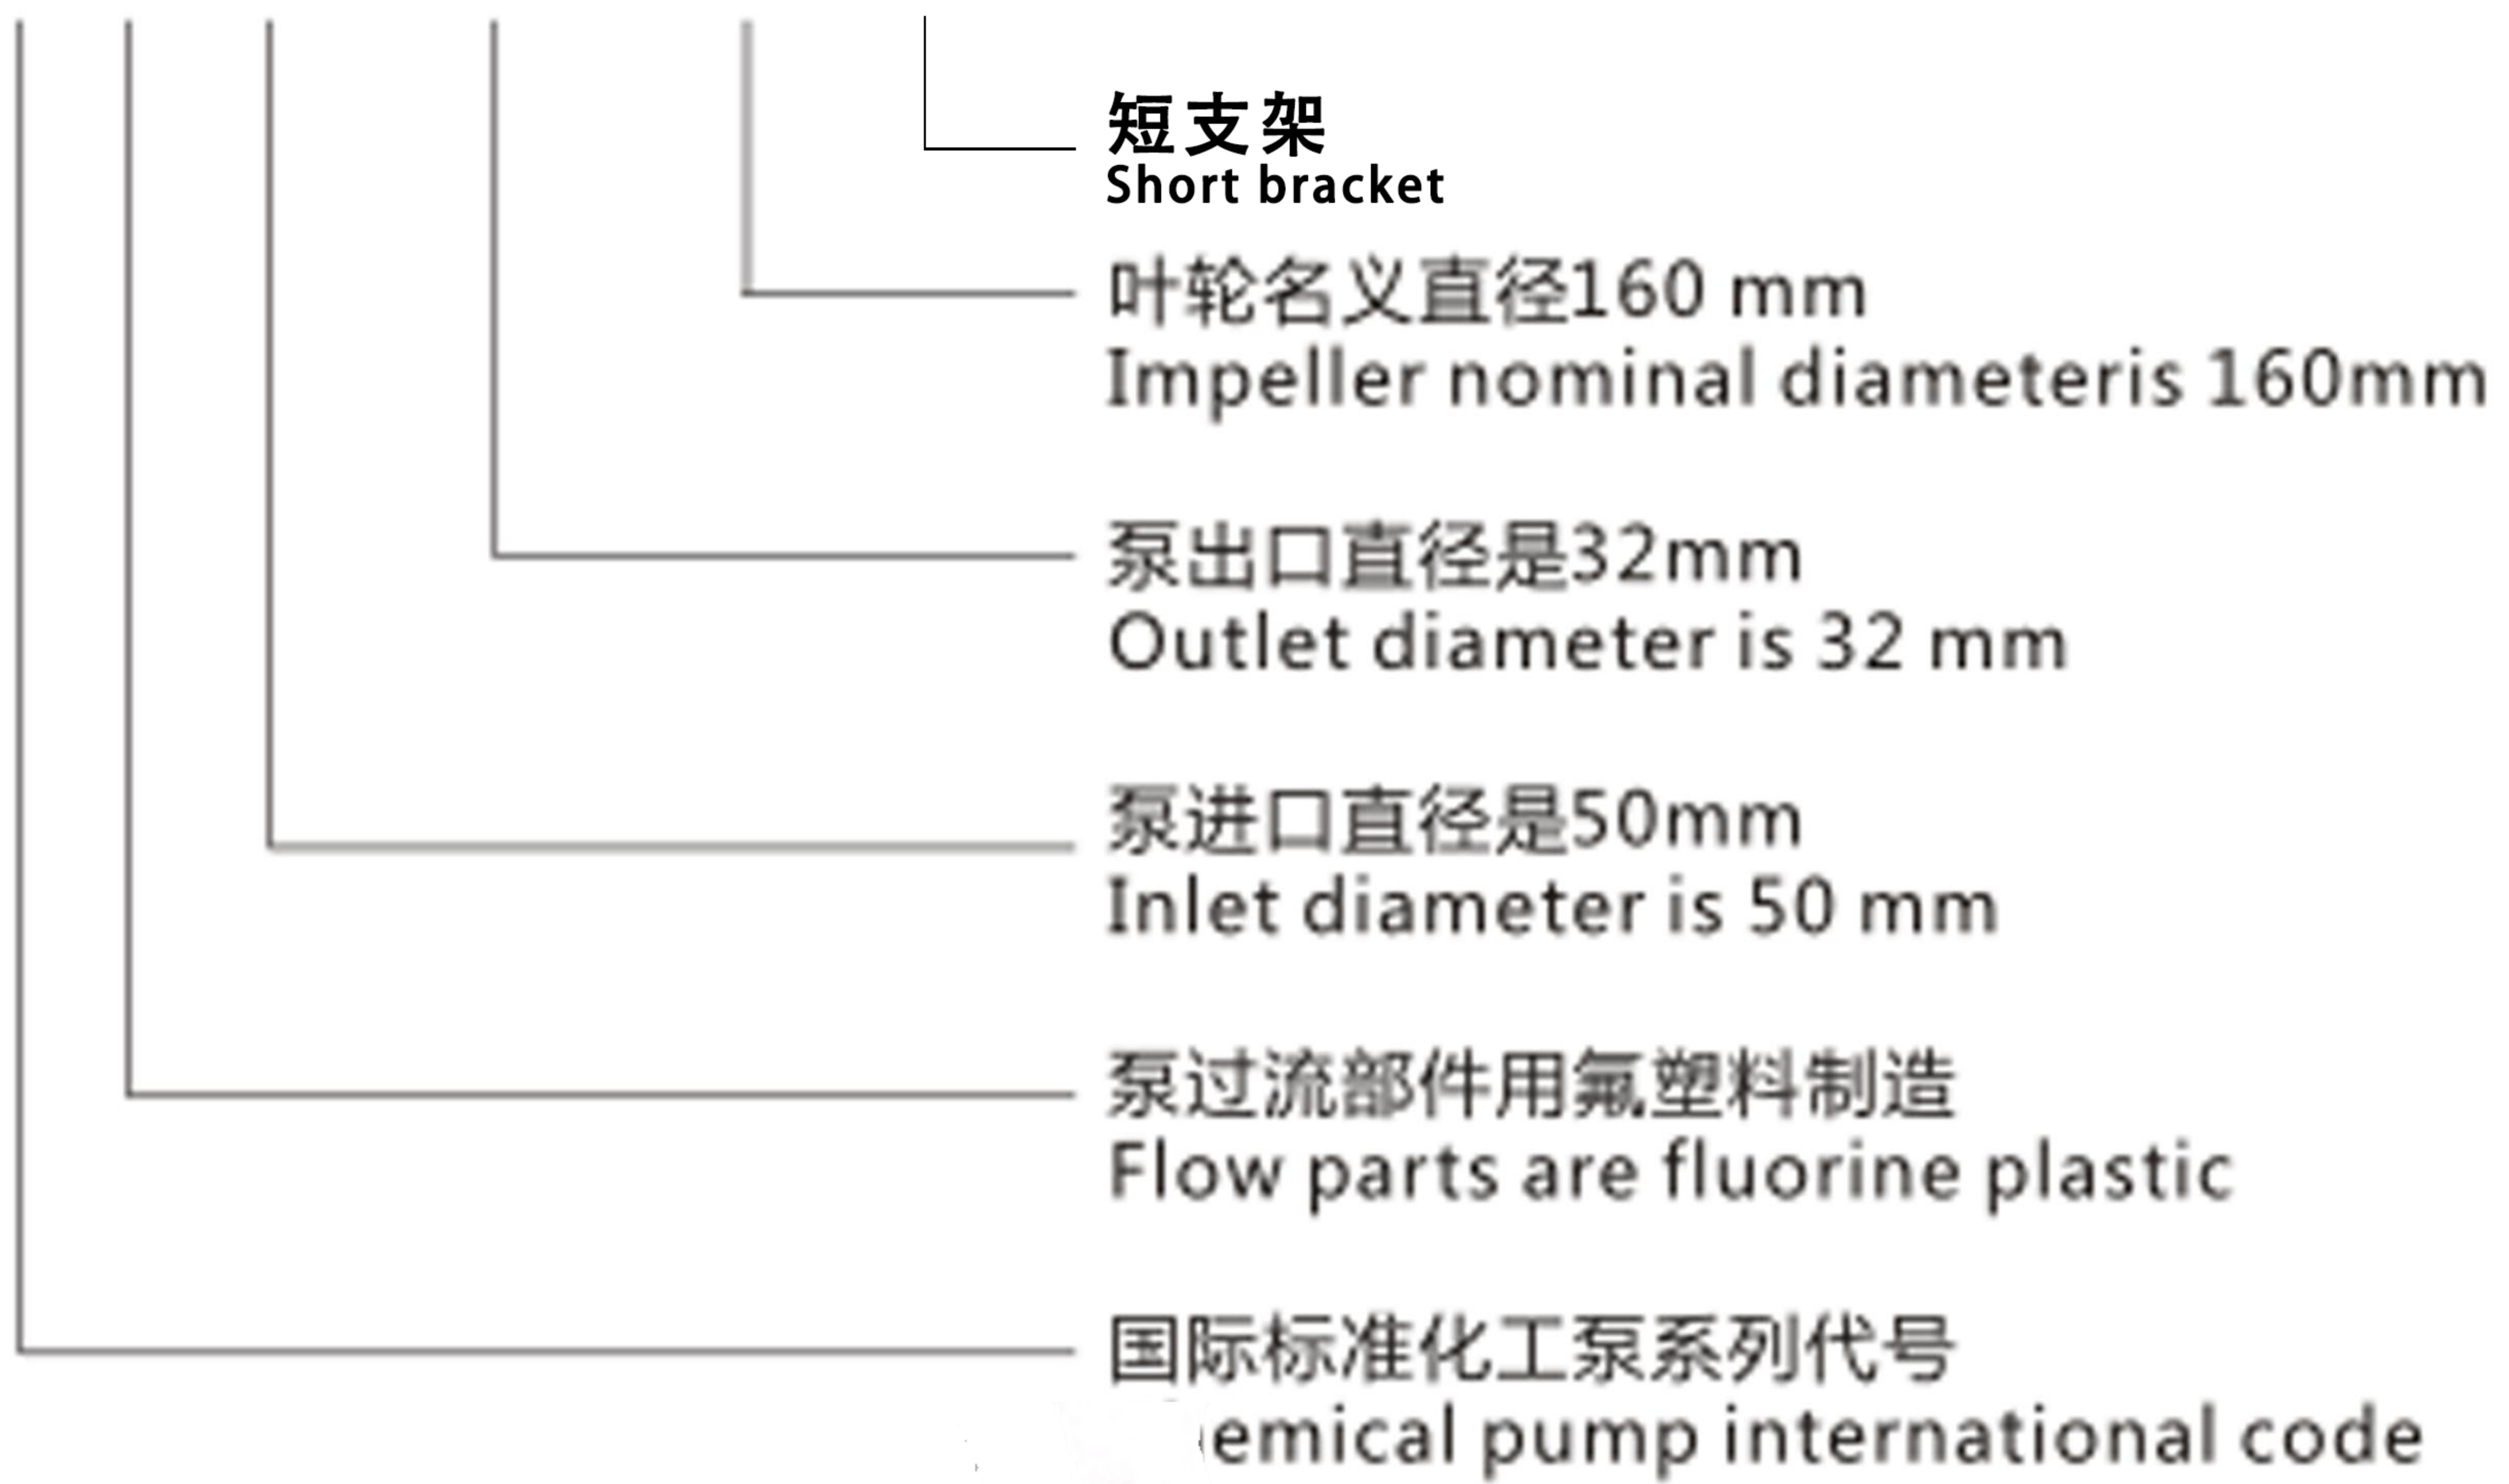 短支架
Short bracket
叶轮名义直径160 mm
Impeller nominal diameteris 160mm
泵出口直径是32mm
Outlet diameter is 32 mm
泵进口直径是50mm
Inlet diameter is 50 mm
泵过流部件用氟塑料制造
Flow parts are fluorine plastic
国际标准化工泵系列代号
emical pump international code